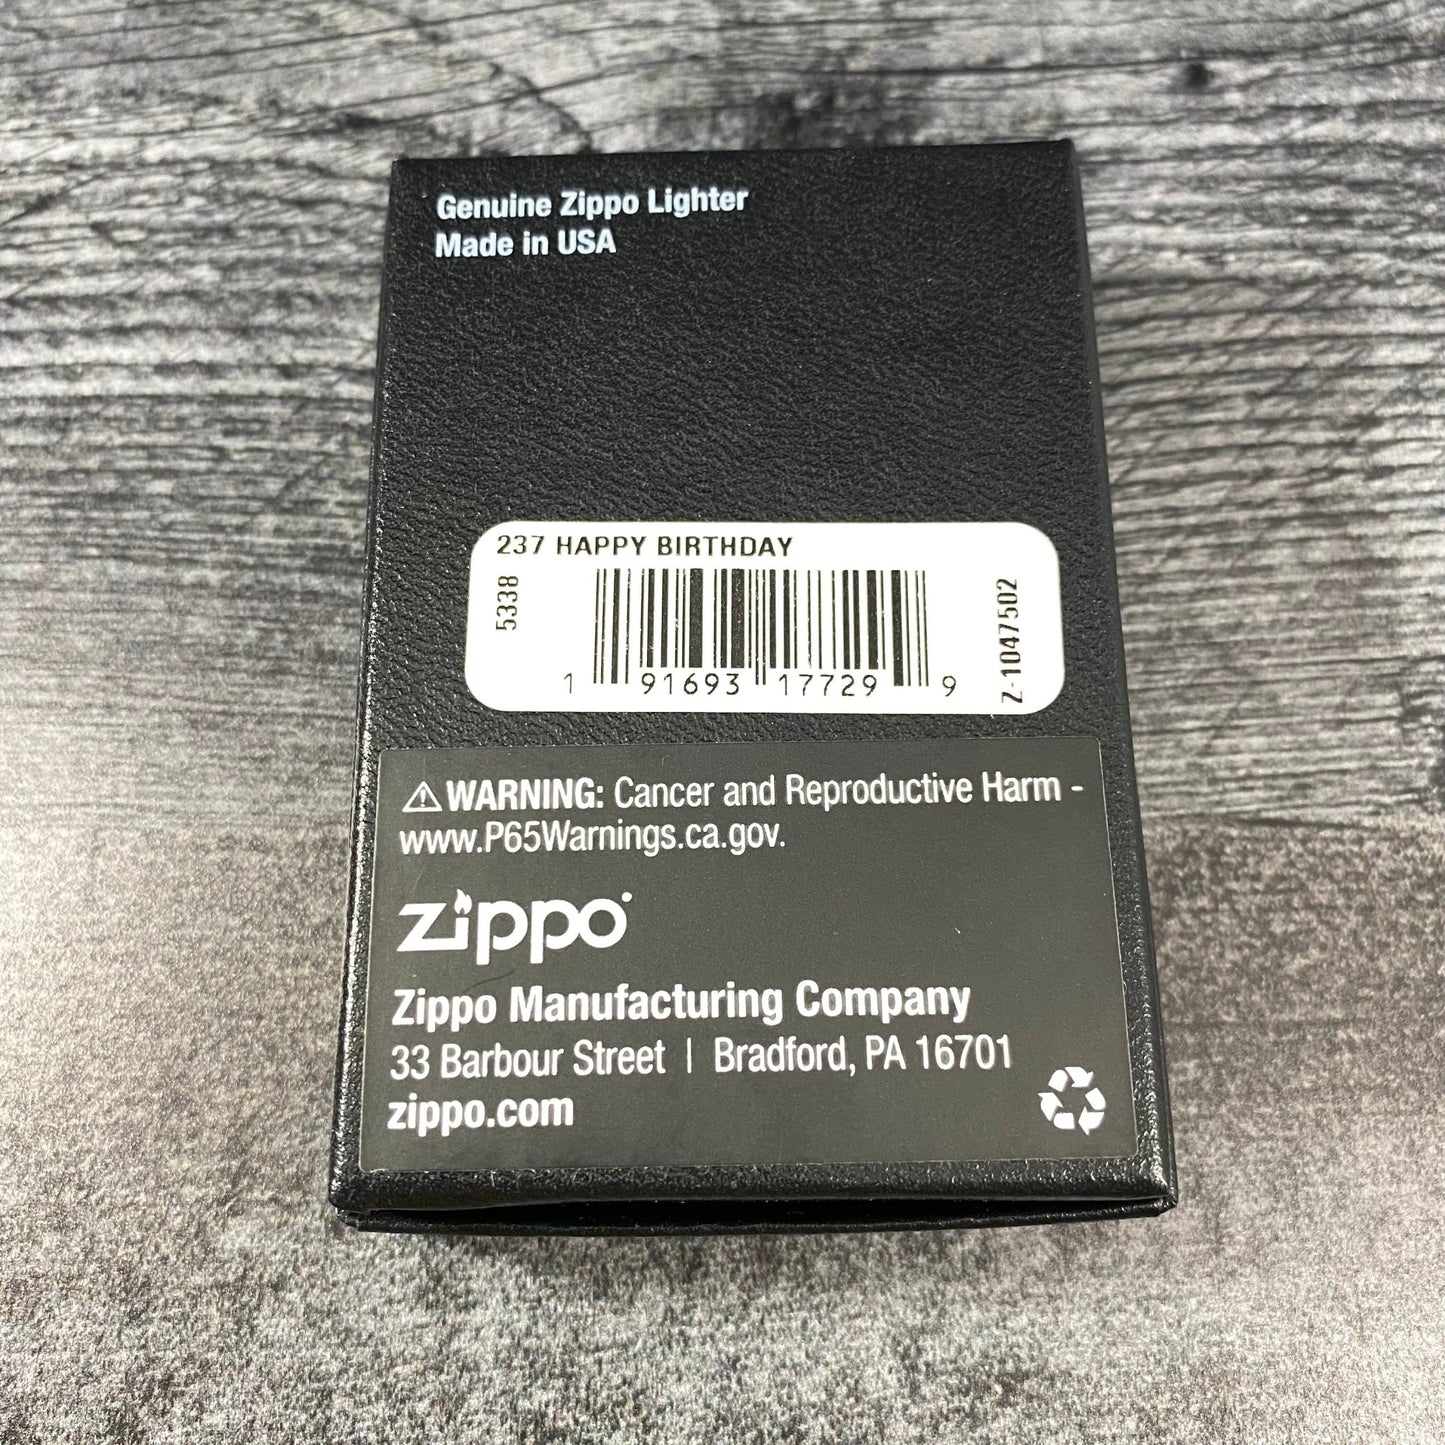 Genuine Zippo Lighter
Made in USA
237 HAPPY BIRTHDAY
5338
Z-1047502
1 91693 17729 9
⚠ WARNING: Cancer and Reproductive Harm -
www.P65Warnings.ca.gov.
zippo
Zippo Manufacturing Company
33 Barbour Street | Bradford, PA 16701
zippo.com